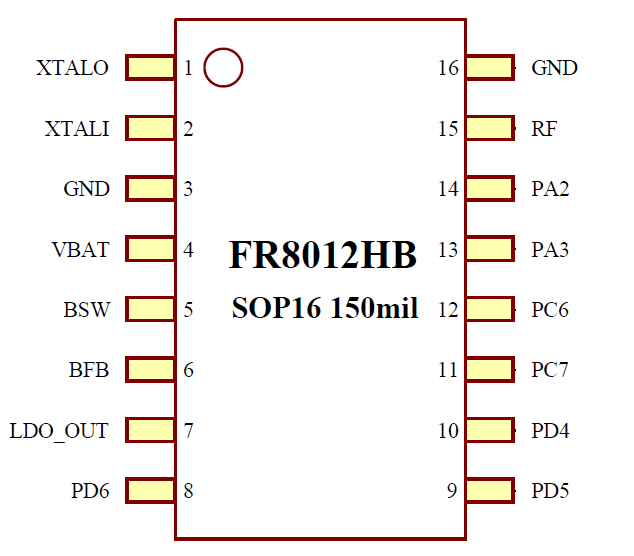 XTALO 1 16 GND
XTALI 2 15 RF
GND 3 14 PA2
VBAT 4 13 PA3
FR8012HB
SOP16 150mil
BSW 5 12 PC6
BFB 6 11 PC7
LDO_OUT 7 10 PD4
PD6 8 9 PD5